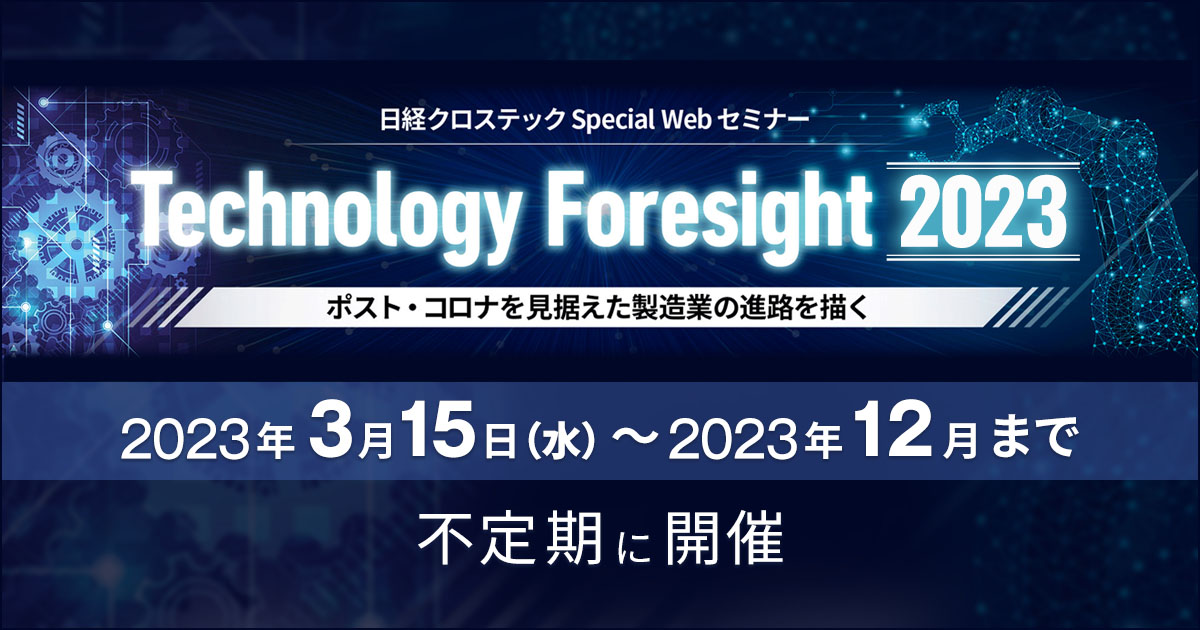 日経クロステック Special Web セミナー
Technology Foresight 2023
ポスト・コロナを見据えた製造業の進路を描く
2023年 3月15日(水) ～2023年 12月まで
不定期に開催